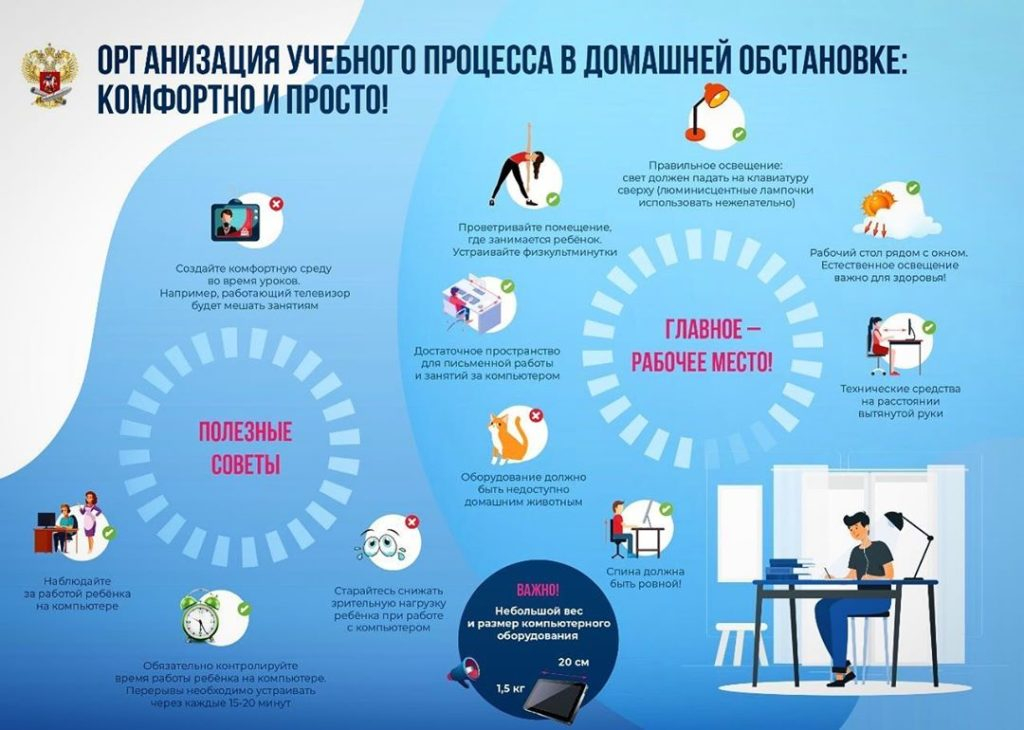 ОРГАНИЗАЦИЯ УЧЕБНОГО ПРОЦЕССА В ДОМАШНЕЙ ОБСТАНОВКЕ:
КОМФОРТНО И ПРОСТО!
Создайте комфортную среду
во время уроков.
Например, работающий телевизор
будет мешать занятиям
ПОЛЕЗНЫЕ
СОВЕТЫ
Наблюдайте
за работой ребёнка
на компьютере
Обязательно контролируйте
время работы ребёнка на компьютере.
Перерывы необходимо устраивать
через каждые 15-20 минут
Старайтесь снижать
зрительную нагрузку
ребёнка при работе
с компьютером
Проветривайте помещение,
где занимается ребёнок.
Устраивайте физкультминутки
Правильное освещение:
свет должен падать на клавиатуру
сверху (люминисцентные лампочки
использовать нежелательно)
Рабочий стол рядом с окном.
Естественное освещение
важно для здоровья!
Достаточное пространство
для письменной работы
и занятий за компьютером
ГЛАВНОЕ –
РАБОЧЕЕ МЕСТО!
Технические средства
на расстоянии
вытянутой руки
Оборудование должно
быть недоступно
домашним животным
Спина должна
быть ровной!
ВАЖНО!
Небольшой вес
и размер компьютерного
оборудования
20 см
1,5 кг